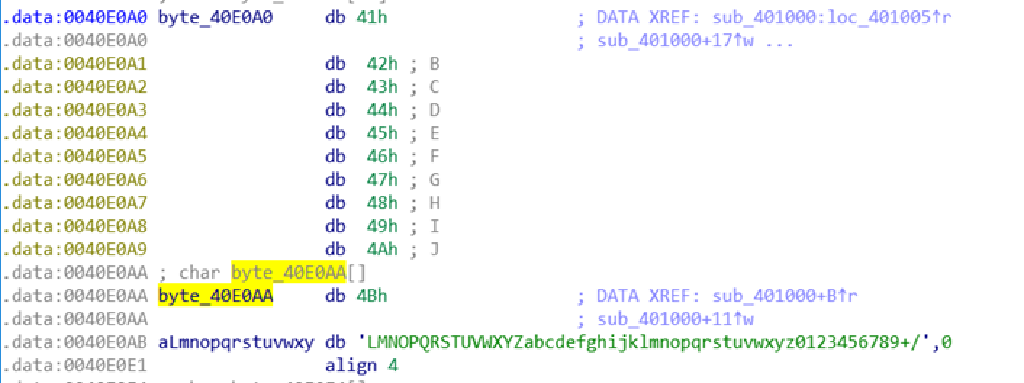 .data:0040E0A0 byte_40E0A0 db 41h ; DATA XREF: sub_401000:loc_401005↑r
.data:0040E0A0 ; sub_401000+17↑w ...
.data:0040E0A1 db 42h ; B
.data:0040E0A2 db 43h ; C
.data:0040E0A3 db 44h ; D
.data:0040E0A4 db 45h ; E
.data:0040E0A5 db 46h ; F
.data:0040E0A6 db 47h ; G
.data:0040E0A7 db 48h ; H
.data:0040E0A8 db 49h ; I
.data:0040E0A9 db 4Ah ; J
.data:0040E0AA ; char byte_40E0AA[]
.data:0040E0AA byte_40E0AA db 4Bh ; DATA XREF: sub_401000+B↑r
.data:0040E0AA ; sub_401000+11↑w
.data:0040E0AB aLmnopqrstuvwxy db 'LMNOPQRSTUVWXYZabcdefghijklmnopqrstuvwxyz0123456789+/',0
.data:0040E0E1 align 4